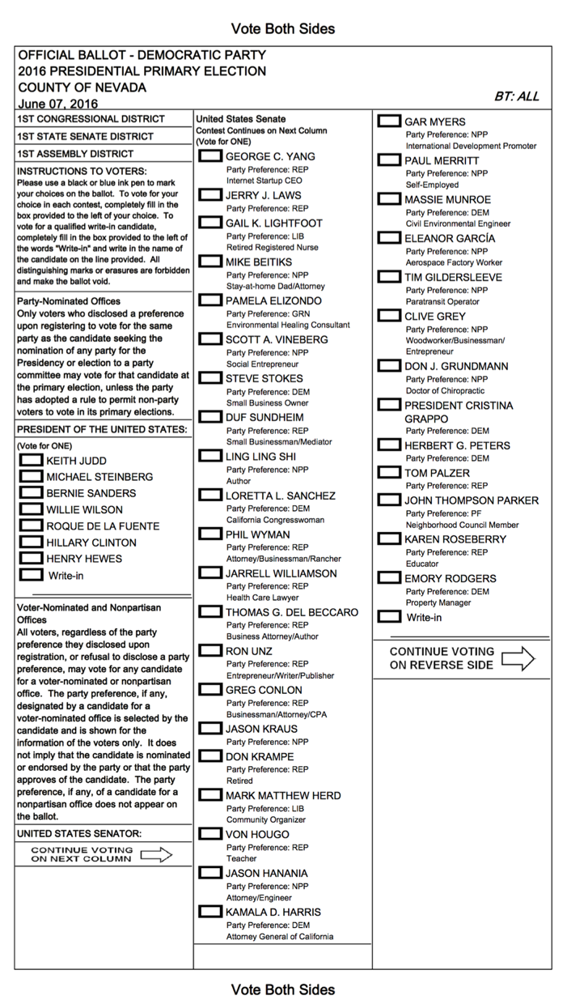 Vote Both Sides
OFFICIAL BALLOT - DEMOCRATIC PARTY
2016 PRESIDENTIAL PRIMARY ELECTION
COUNTY OF NEVADA
June 07, 2016
BT: ALL
1ST CONGRESSIONAL DISTRICT
1ST STATE SENATE DISTRICT
1ST ASSEMBLY DISTRICT
INSTRUCTIONS TO VOTERS:
Please use a black or blue ink pen to mark
your choices on the ballot. To vote for your
choice in each contest, completely fill in the
box provided to the left of your choice. To
vote for a qualified write-in candidate,
completely fill in the box provided to the left of
the words "Write-in" and write in the name of
the candidate on the line provided. All
distinguishing marks or erasures are forbidden
and make the ballot void.
Party-Nominated Offices
Only voters who disclosed a preference
upon registering to vote for the same
party as the candidate seeking the
nomination of any party for the
Presidency or election to a party
committee may vote for that candidate at
the primary election, unless the party
has adopted a rule to permit non-party
voters to vote in its primary elections.
PRESIDENT OF THE UNITED STATES:
(Vote for ONE)
KEITH JUDD
MICHAEL STEINBERG
BERNIE SANDERS
WILLIE WILSON
ROQUE DE LA FUENTE
HILLARY CLINTON
HENRY HEWES
Write-in
Voter-Nominated and Nonpartisan
Offices
All voters, regardless of the party
preference they disclosed upon
registration, or refusal to disclose a party
preference, may vote for any candidate
for a voter-nominated or nonpartisan
office. The party preference, if any,
designated by a candidate for a
voter-nominated office is selected by the
candidate and is shown for the
information of the voters only. It does
not imply that the candidate is nominated
or endorsed by the party or that the party
approves of the candidate. The party
preference, if any, of a candidate for a
nonpartisan office does not appear on
the ballot.
UNITED STATES SENATOR:
CONTINUE VOTING
ON NEXT COLUMN
United States Senate
Contest Continues on Next Column
(Vote for ONE)
GEORGE C. YANG
Party Preference: REP
Internet Startup CEO
JERRY J. LAWS
Party Preference: REP
GAIL K. LIGHTFOOT
Party Preference: LIB
Retired Registered Nurse
MIKE BEITIKS
Party Preference: NPP
Stay-at-home Dad/Attorney
PAMELA ELIZONDO
Party Preference: GRN
Environmental Healing Consultant
SCOTT A. VINEBERG
Party Preference: NPP
Social Entrepreneur
STEVE STOKES
Party Preference: DEM
Small Business Owner
DUF SUNDHEIM
Party Preference: REP
Small Businessman/Mediator
LING LING SHI
Party Preference: NPP
Author
LORETTA L. SANCHEZ
Party Preference: DEM
California Congresswoman
PHIL WYMAN
Party Preference: REP
Attorney/Businessman/Rancher
JARRELL WILLIAMSON
Party Preference: REP
Health Care Lawyer
THOMAS G. DEL BECCARO
Party Preference: REP
Business Attorney/Author
RON UNZ
Party Preference: REP
Entrepreneur/Writer/Publisher
GREG CONLON
Party Preference: REP
Businessman/Attorney/CPA
JASON KRAUS
Party Preference: NPP
DON KRAMPE
Party Preference: REP
Retired
MARK MATTHEW HERD
Party Preference: LIB
Community Organizer
VON HOUGO
Party Preference: REP
Teacher
JASON HANANIA
Party Preference: NPP
Attorney/Engineer
KAMALA D. HARRIS
Party Preference: DEM
Attorney General of California
GAR MYERS
Party Preference: NPP
International Development Promoter
PAUL MERRITT
Party Preference: NPP
Self-Employed
MASSIE MUNROE
Party Preference: DEM
Civil Environmental Engineer
ELEANOR GARCÍA
Party Preference: NPP
Aerospace Factory Worker
TIM GILDERSLEEVE
Party Preference: NPP
Paratransit Operator
CLIVE GREY
Party Preference: NPP
Woodworker/Businessman/
Entrepreneur
DON J. GRUNDMANN
Party Preference: NPP
Doctor of Chiropractic
PRESIDENT CRISTINA
GRAPPO
Party Preference: DEM
HERBERT G. PETERS
Party Preference: DEM
TOM PALZER
Party Preference: REP
JOHN THOMPSON PARKER
Party Preference: PF
Neighborhood Council Member
KAREN ROSEBERRY
Party Preference: REP
Educator
EMORY RODGERS
Party Preference: DEM
Property Manager
Write-in
CONTINUE VOTING
ON REVERSE SIDE
Vote Both Sides